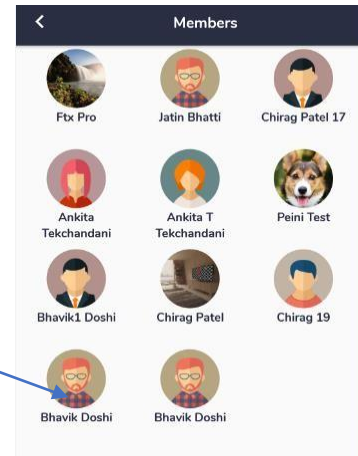 Members
Ftx Pro
Jatin Bhatti
Chirag Patel 17
Ankita
Tekchandani
Ankita T
Tekchandani
Peini Test
Bhavik1 Doshi
Chirag Patel
Chirag 19
Bhavik Doshi
Bhavik Doshi